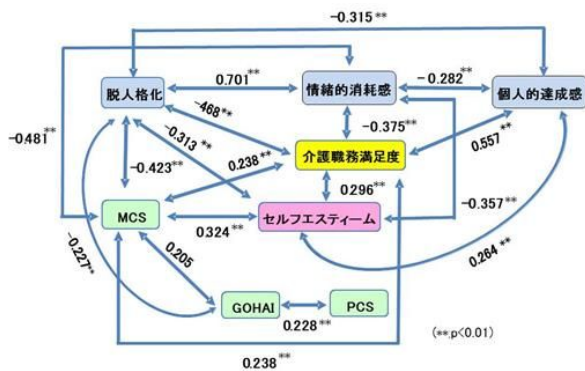 -0.315 **
脱人格化
0.701 **
情緒的消耗感
- 0.282 **
個人的達成感
-0.481 **
-468 **
-0.313 **
-0.375 **
0.557 **
-0.423 **
0.238 **
介護職務満足度
0.296 **
-0.357 **
MCS
0.324 **
セルフエスティーム
0.264 **
-0.227 **
0.205
GOHAI
PCS
0.228 **
(**;p<0.01)
0.238 **